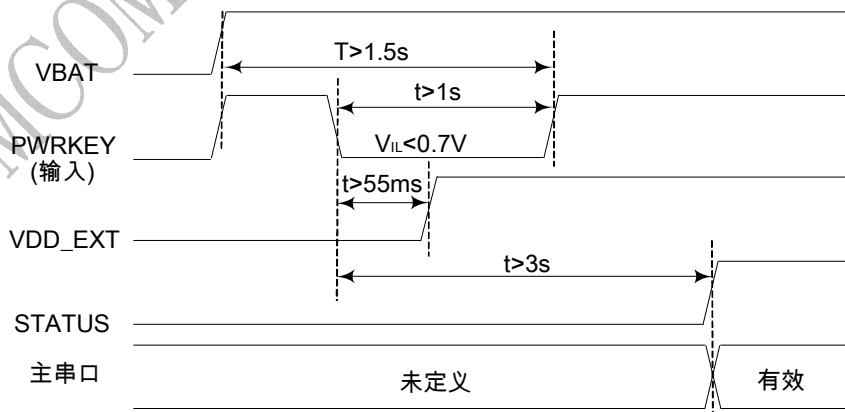 T>1.5s
VBAT
t>1s
PWRKEY
(输入)
VIL<0.7V
t>55ms
VDD_EXT
t>3s
STATUS
主串口
未定义
有效